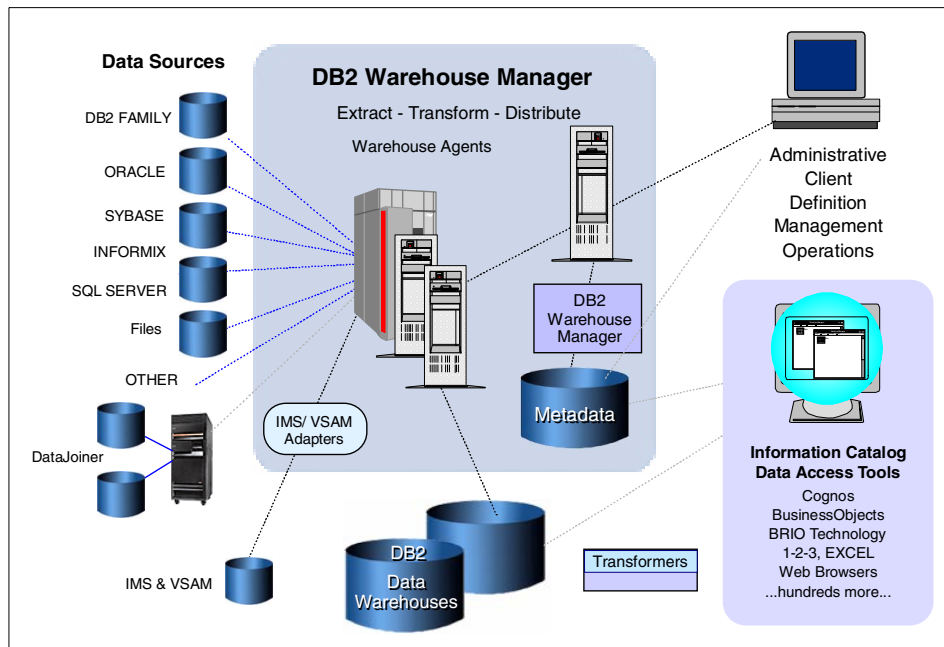 Data Sources
DB2 FAMILY
ORACLE
SYBASE
INFORMIX
SQL SERVER
Files
OTHER
DataJoiner
IMS & VSAM
DB2 Warehouse Manager
Extract - Transform - Distribute
Warehouse Agents
DB2
Warehouse
Manager
Metadata
IMS/ VSAM
Adapters
DB2
Data
Warehouses
Transformers
Administrative
Client
Definition
Management
Operations
Information Catalog
Data Access Tools
Cognos
BusinessObjects
BRIO Technology
1-2-3, EXCEL
Web Browsers
...hundreds more...